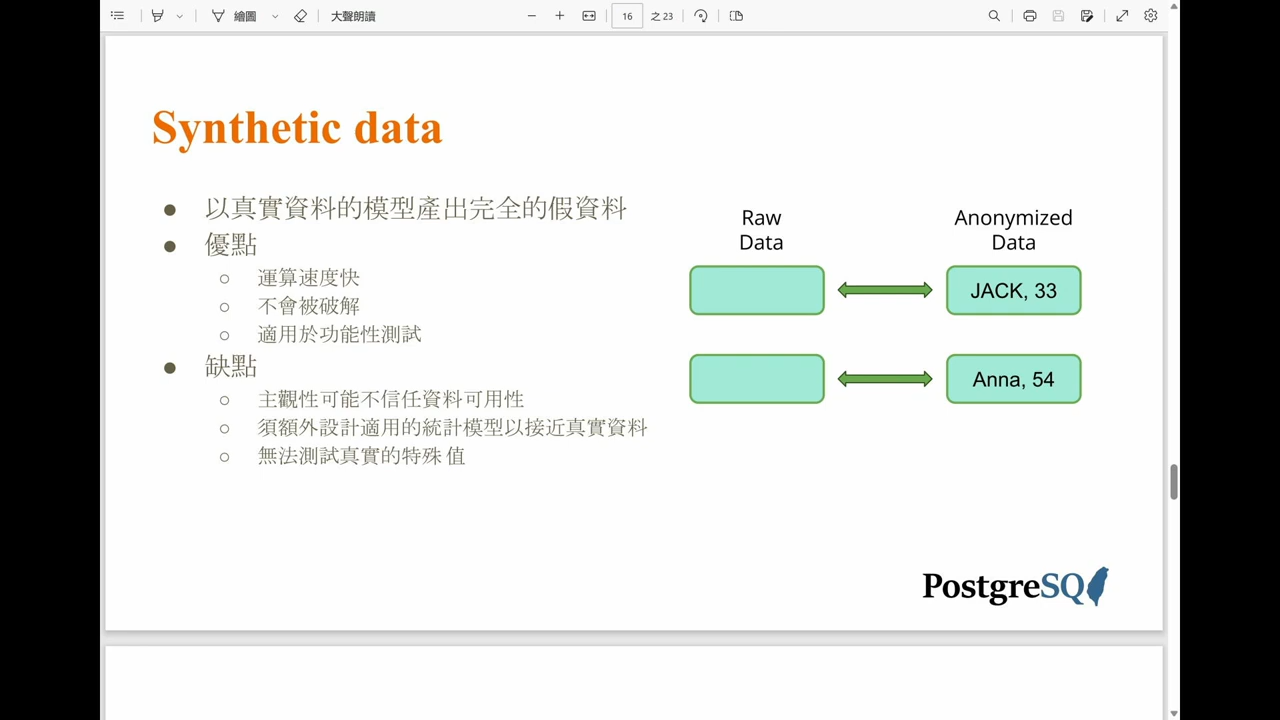 繪圖
大聲朗讀
16
之 23
Synthetic data
以真實資料的模型產出完全的假資料
優點
運算速度快
不會被破解
適用於功能性測試
缺點
主觀性可能不信任資料可用性
須額外設計適用的統計模型以接近真實資料
無法測試真實的特殊值
Raw
Data
Anonymized
Data
JACK, 33
Anna, 54
PostgreSQ